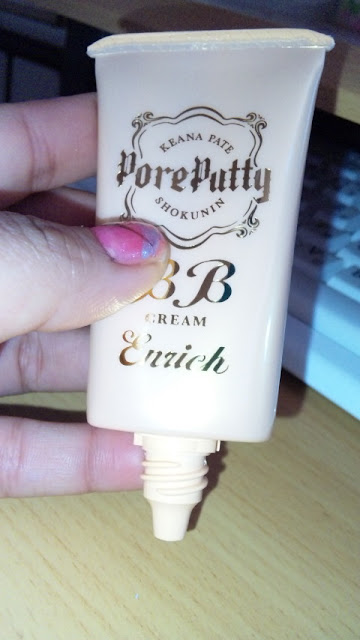 KEANA PATE
PorePutty
SHOKUNIN
BB
CREAM
Enrich